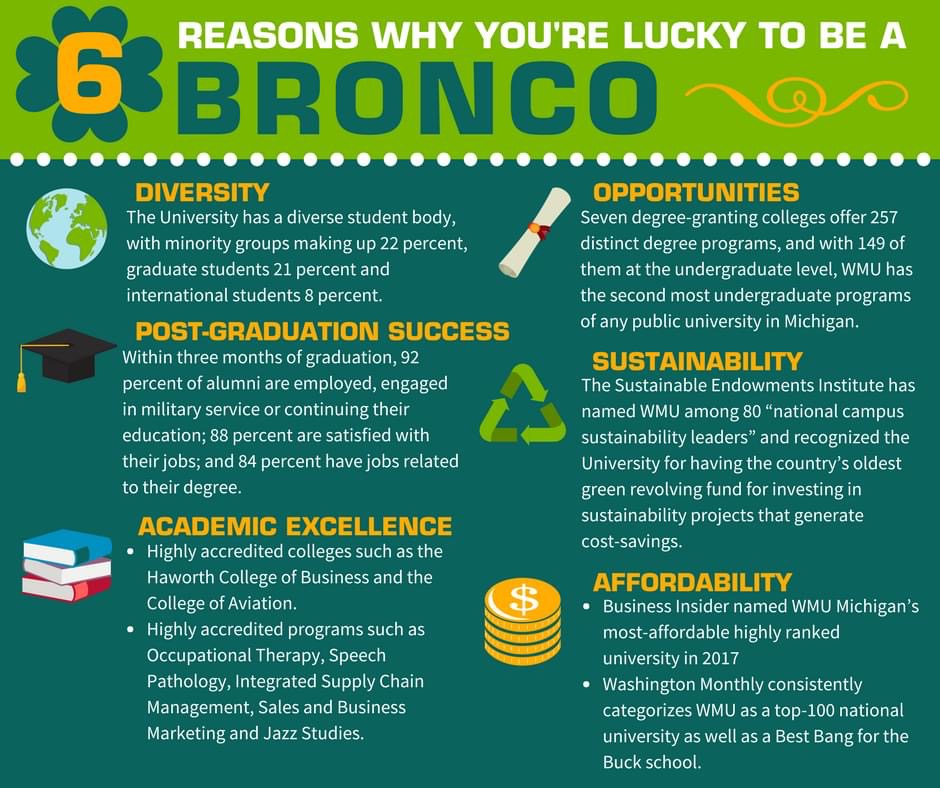 6
REASONS WHY YOU'RE LUCKY TO BE A
BRONCO
DIVERSITY
The University has a diverse student body,
with minority groups making up 22 percent,
graduate students 21 percent and
international students 8 percent.
POST-GRADUATION SUCCESS
Within three months of graduation, 92
percent of alumni are employed, engaged
in military service or continuing their
education; 88 percent are satisfied with
their jobs; and 84 percent have jobs related
to their degree.
ACADEMIC EXCELLENCE
• Highly accredited colleges such as the
Haworth College of Business and the
College of Aviation.
• Highly accredited programs such as
Occupational Therapy, Speech
Pathology, Integrated Supply Chain
Management, Sales and Business
Marketing and Jazz Studies.
OPPORTUNITIES
Seven degree-granting colleges offer 257
distinct degree programs, and with 149 of
them at the undergraduate level, WMU has
the second most undergraduate programs
of any public university in Michigan.
SUSTAINABILITY
The Sustainable Endowments Institute has
named WMU among 80 “national campus
sustainability leaders” and recognized the
University for having the country’s oldest
green revolving fund for investing in
sustainability projects that generate
cost-savings.
AFFORDABILITY
• Business Insider named WMU Michigan’s
most-affordable highly ranked
university in 2017
• Washington Monthly consistently
categorizes WMU as a top-100 national
university as well as a Best Bang for the
Buck school.
$